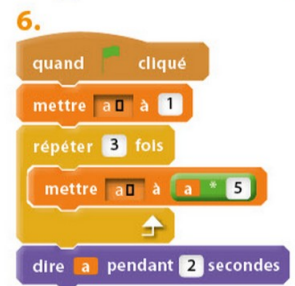 6.
quand cliqué
mettre a à 1
répéter 3 fois
mettre a à a * 5
dire a pendant 2 secondes